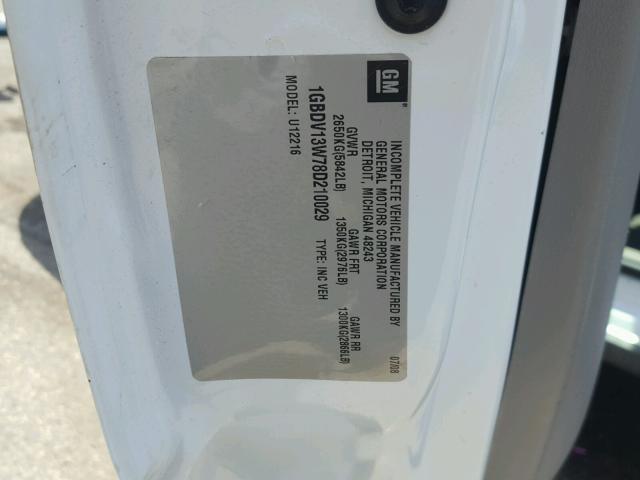 GM
INCOMPLETE VEHICLE MANUFACTURED BY
GENERAL MOTORS CORPORATION
DETROIT, MICHIGAN 48243
07/08
GVWR GAWR FRT GAWR RR
2650KG(5842LB) 1350KG(2976LB) 1300KG(2866LB)
1GBDV13W78D210029 TYPE: INC VEH
MODEL: U12216